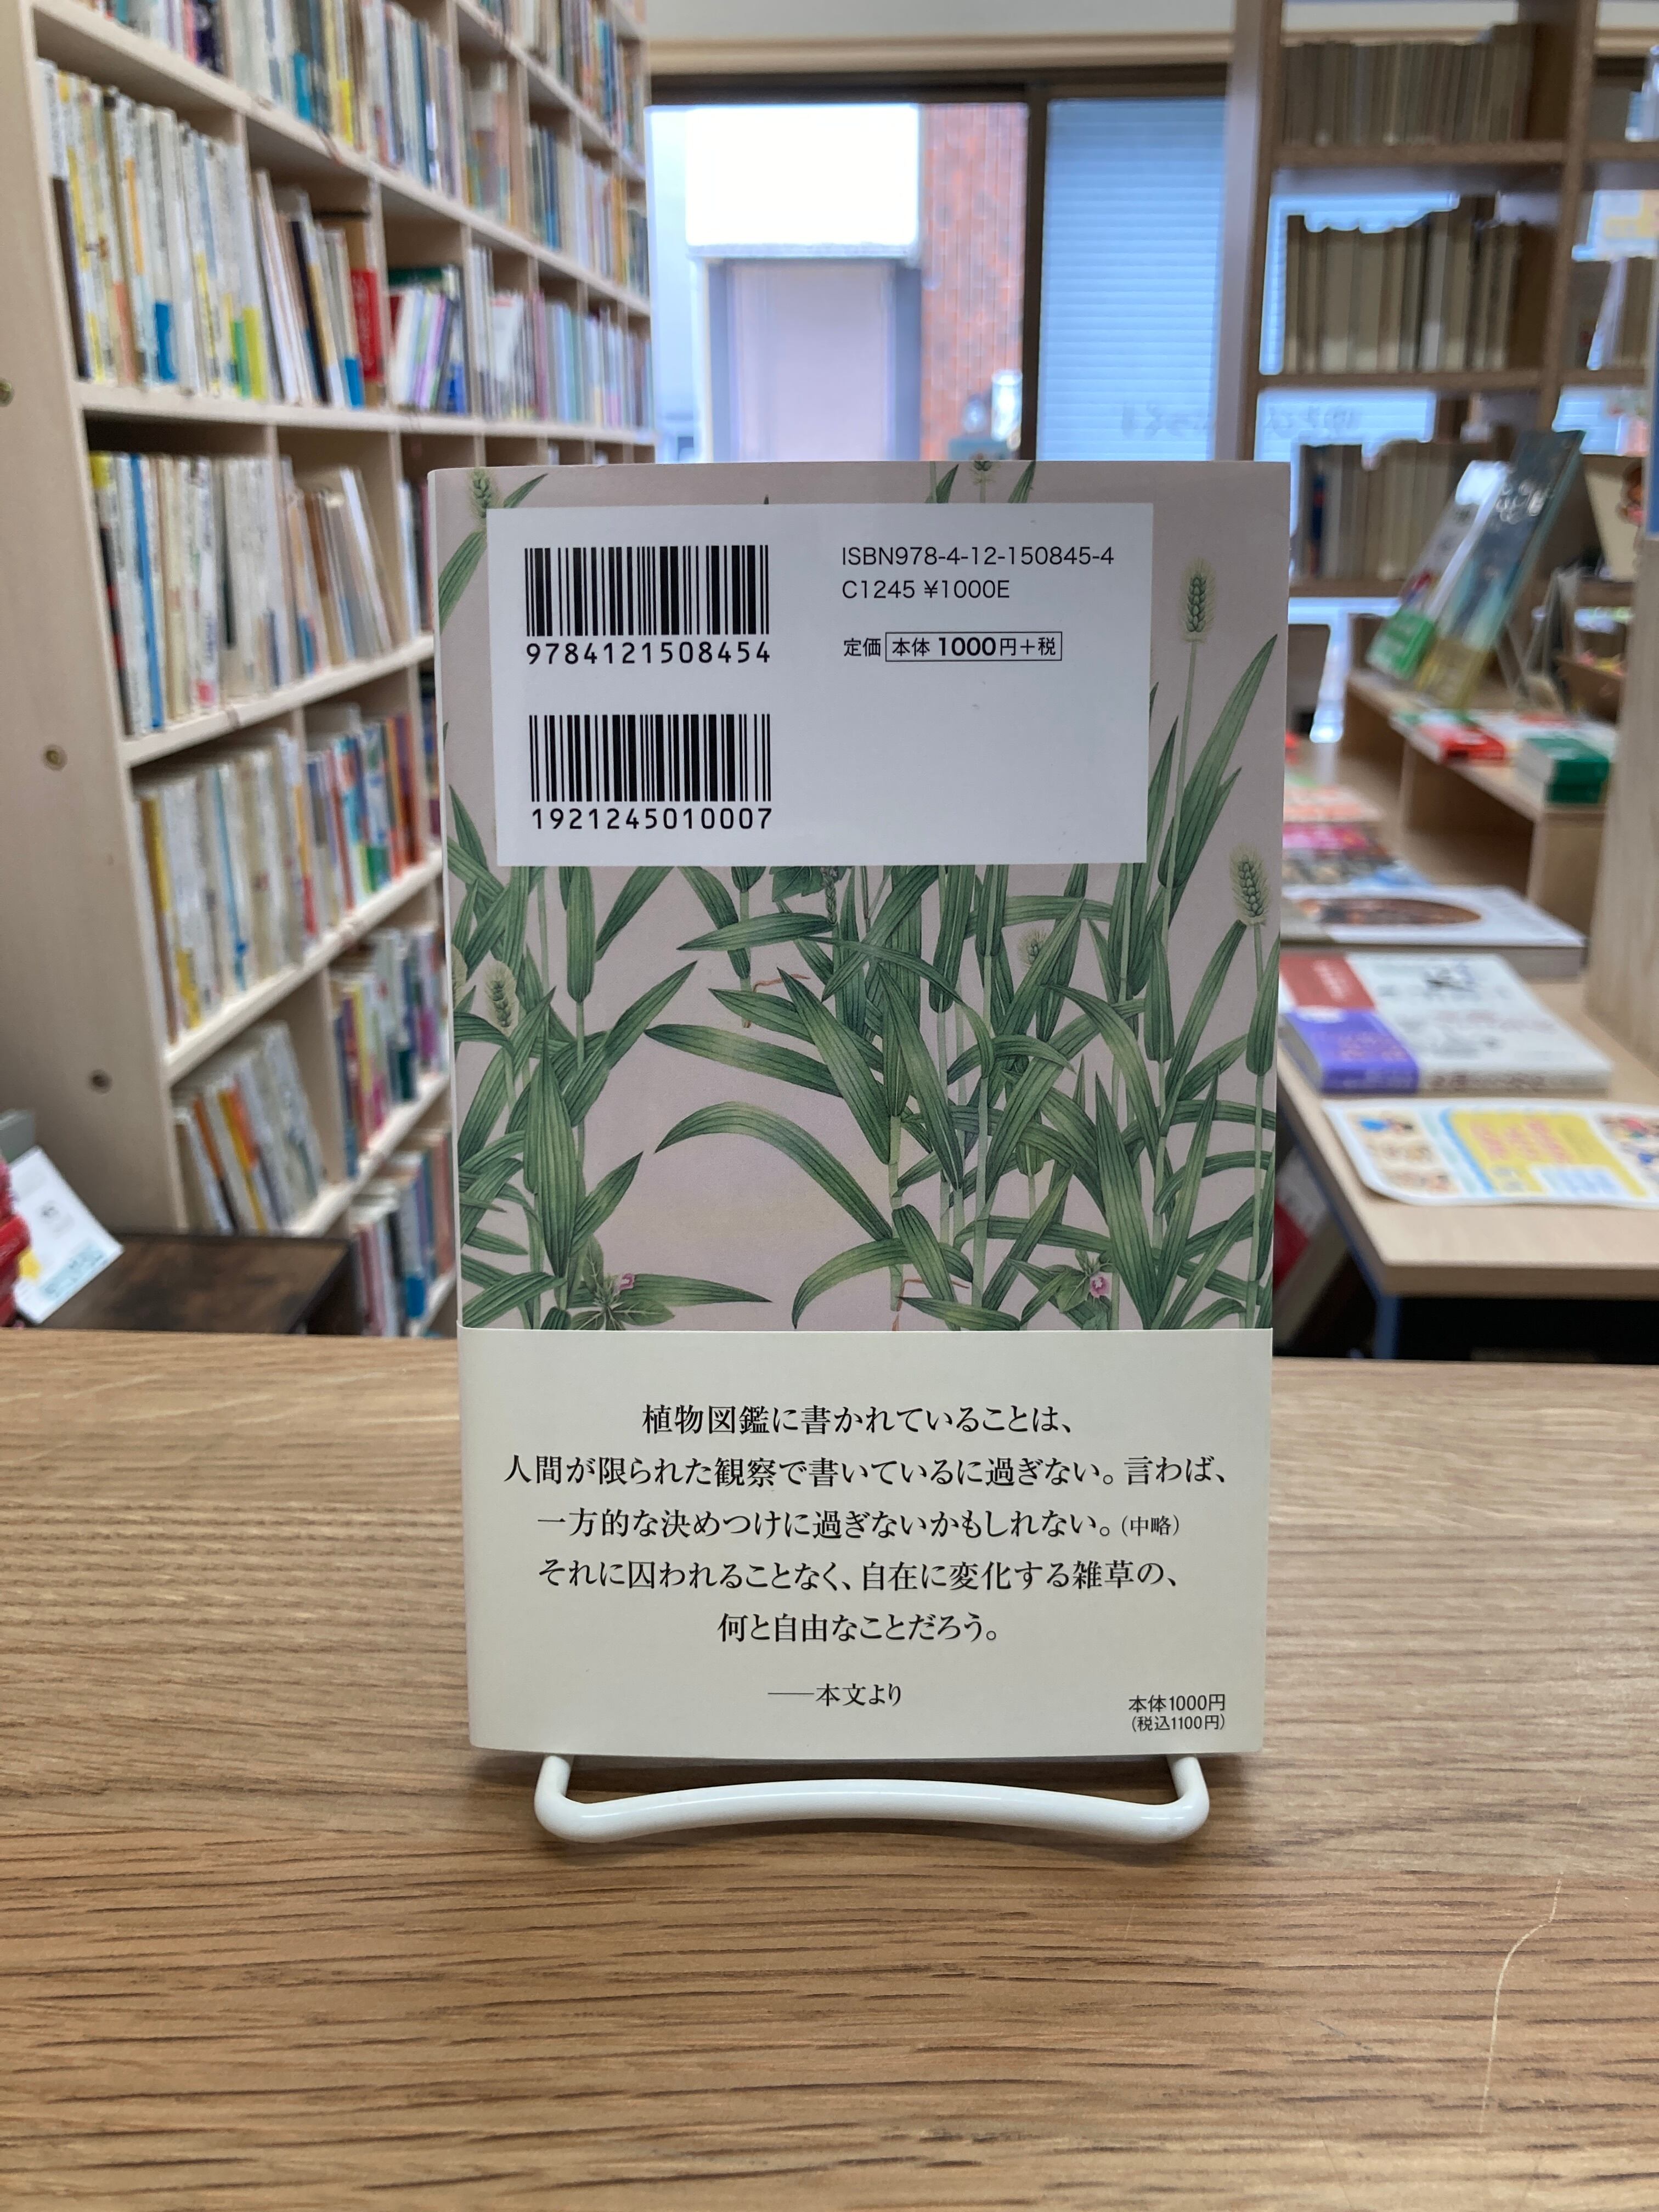 9784121508454
1921245010007
ISBN978-4-12-150845-4
C1245 ¥1000E
定価 本体 1000円+税
植物図鑑に書かれていることは、
人間が限られた観察で書いているに過ぎない。言わば、
一方的な決めつけに過ぎないかもしれない。(中略)
それに囚われることなく、自在に変化する雑草の、
何と自由なことだろう。
──本文より
本体1000円
(税込1100円)